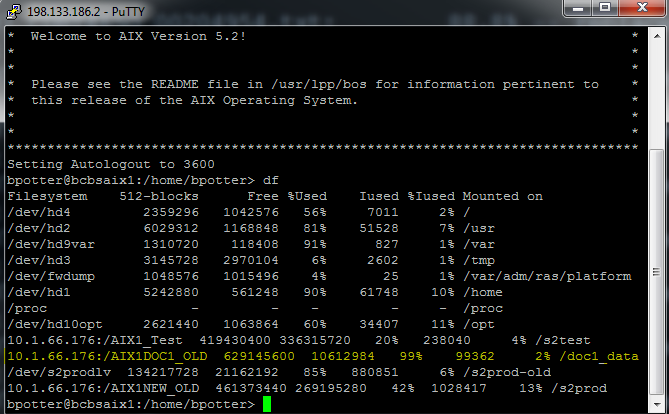 198.133.186.2 - PuTTY
* Welcome to AIX Version 5.2! *
* *
* *
* Please see the README file in /usr/lpp/bos for information pertinent to *
* this release of the AIX Operating System. *
* *
* *
*******************************************************************************
Setting Autologout to 3600
bpotter@bcbsaix1:/home/bpotter> df
Filesystem 512-blocks Free %Used Iused %Iused Mounted on
/dev/hd4 2359296 1042576 56% 7011 2% /
/dev/hd2 6029312 1168848 81% 51528 7% /usr
/dev/hd9var 1310720 118408 91% 827 1% /var
/dev/hd3 3145728 2970104 6% 2602 1% /tmp
/dev/fwdump 1048576 1015496 4% 25 1% /var/adm/ras/platform
/dev/hd1 5242880 561248 90% 61748 10% /home
/proc - - - - - /proc
/dev/hd10opt 2621440 1063864 60% 34407 11% /opt
10.1.66.176:/AIX1_Test 419430400 336315720 20% 238040 4% /s2test
10.1.66.176:/AIX1DOC1_OLD 629145600 10612984 99% 99362 2% /doc1_data
/dev/s2prodlv 134217728 21162192 85% 880851 6% /s2prod-old
10.1.66.176:/AIX1NEW_OLD 461373440 269195280 42% 1028417 13% /s2prod
bpotter@bcbsaix1:/home/bpotter>